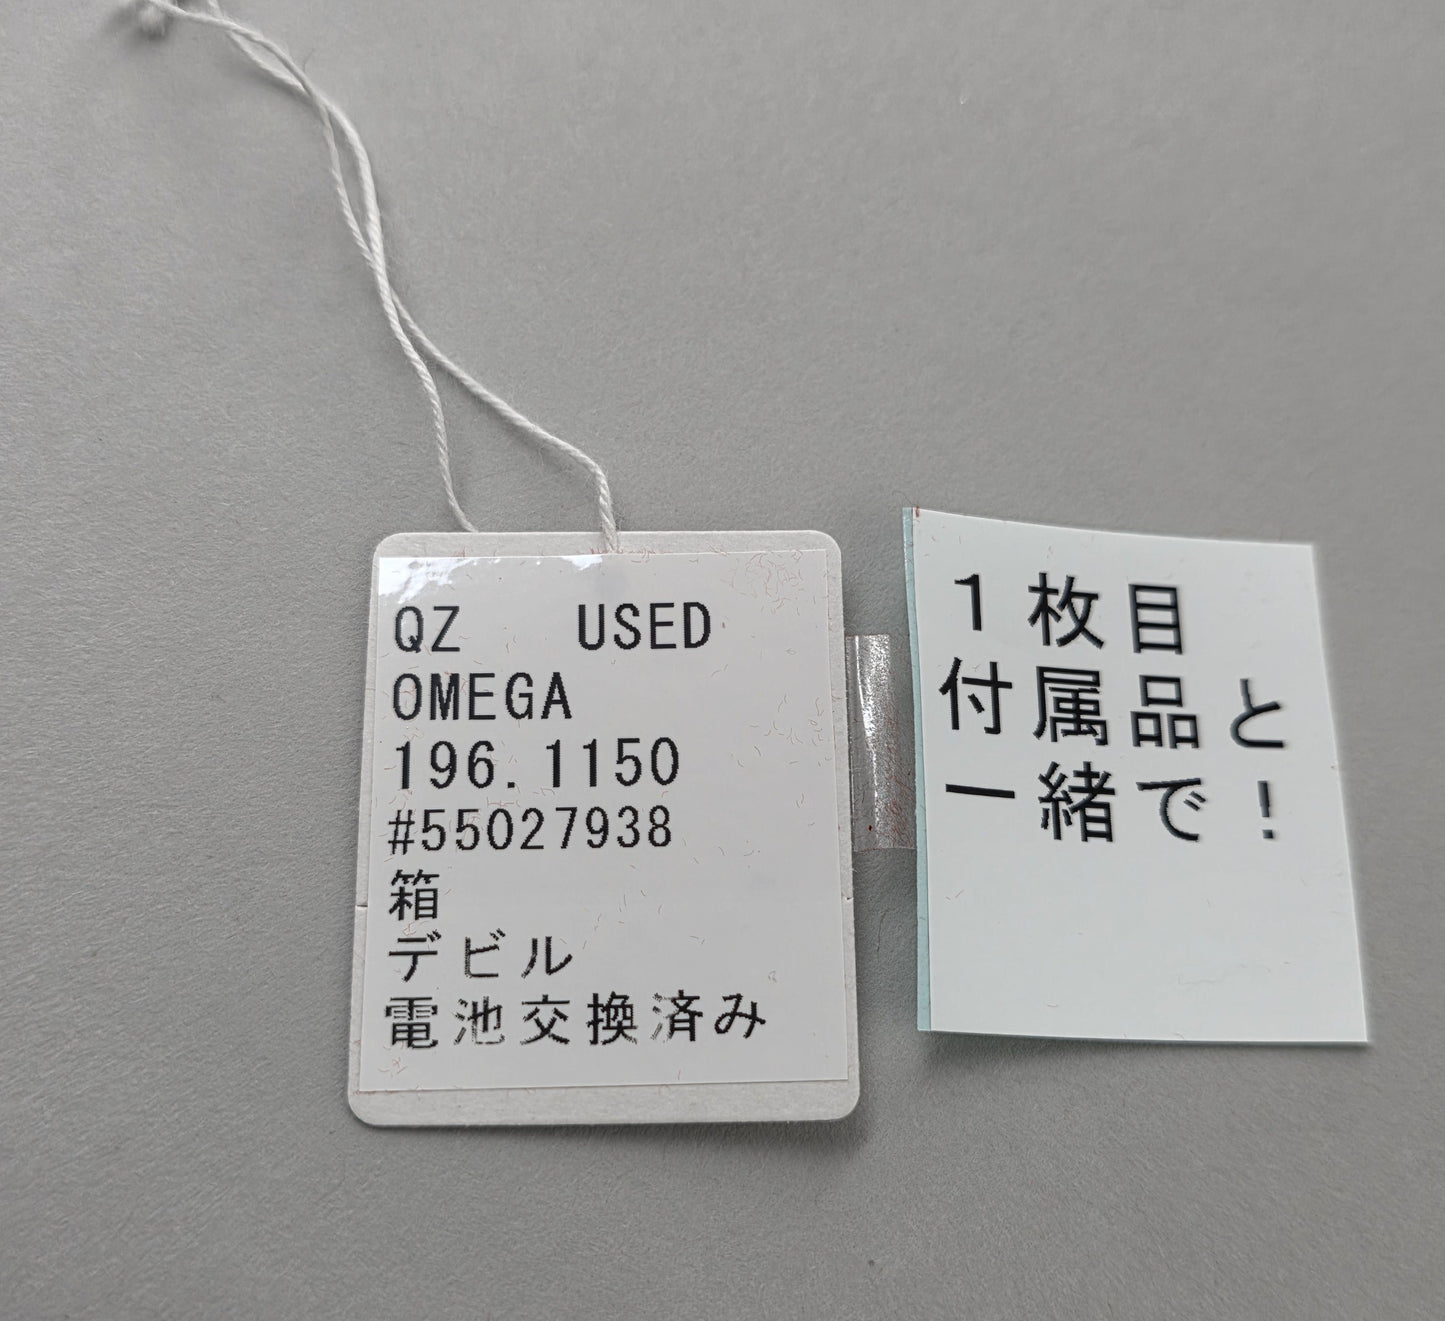 QZ　USED
OMEGA
196.1150
#55027938
箱
デビル
電池交換済み
1枚目
付属品と
一緒で!